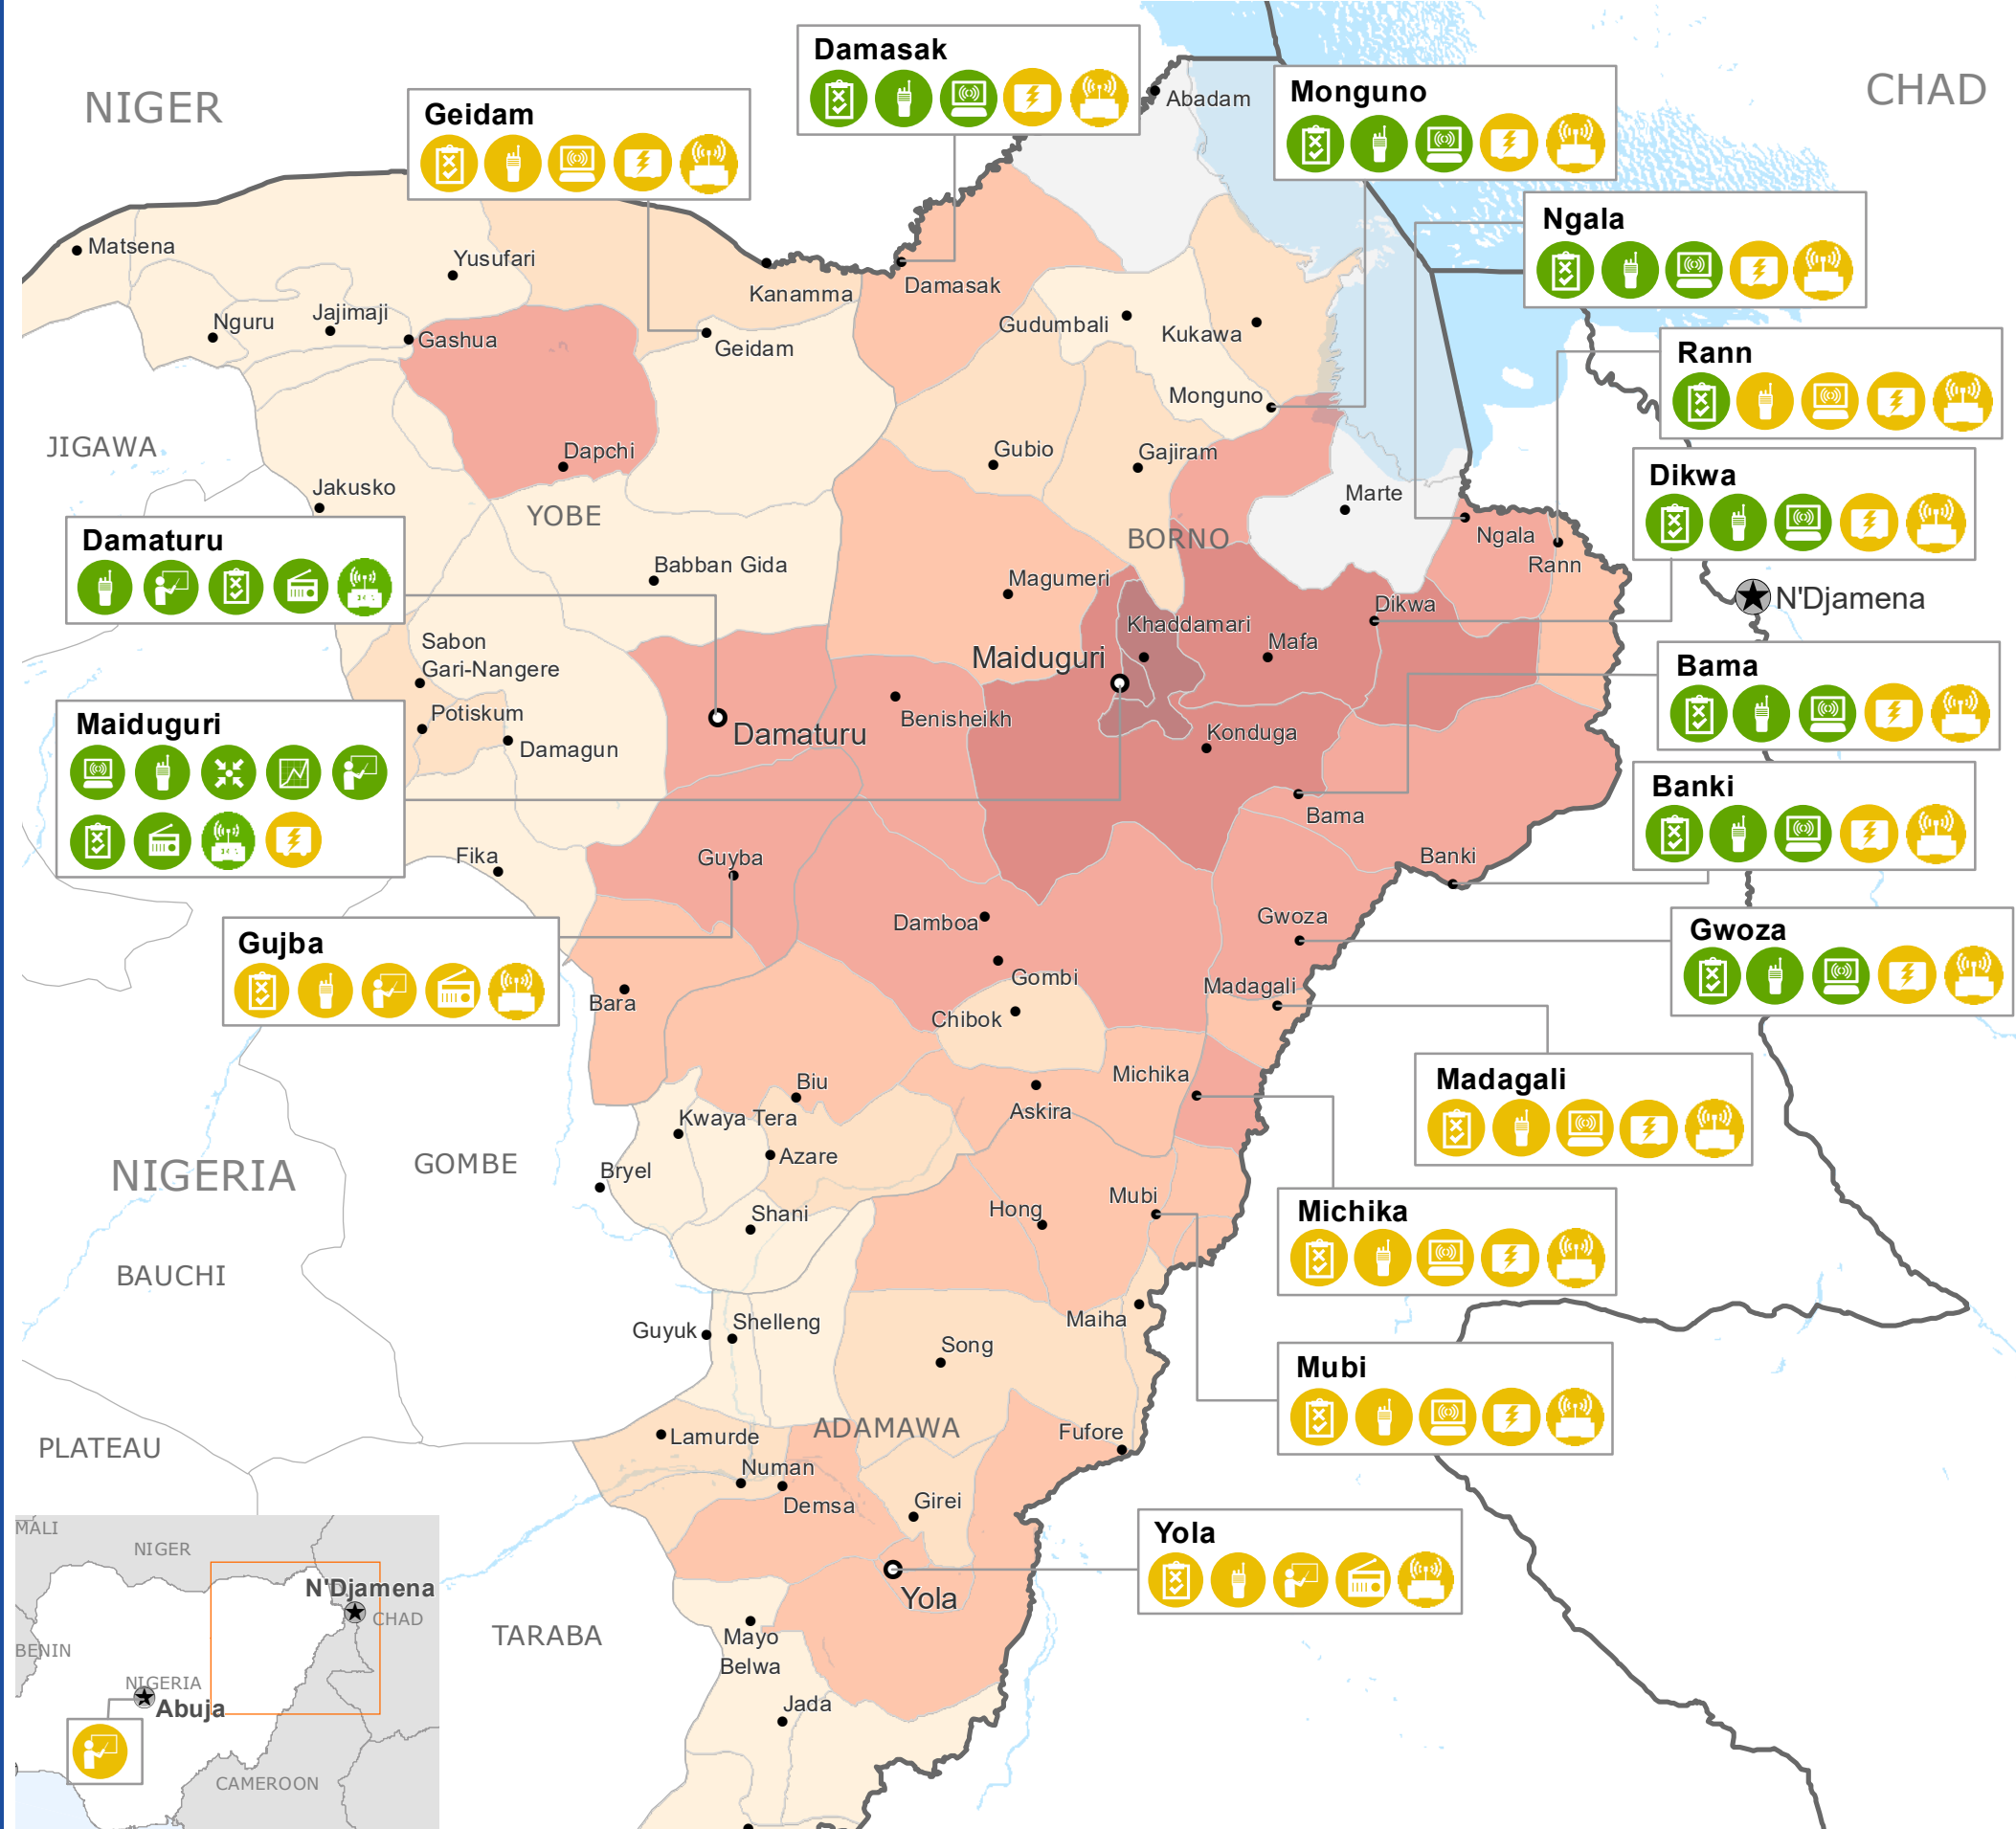 Damasak
NIGER
Geidam
Abadam
Monguno
CHAD
Ngala
Matsena
Yusufari
Kanamma
Damasak
Nguru
Jajimaji
Gashua
Geidam
Gudumbali
Kukawa
Rann
Monguno
JIGAWA
Dapchi
Gubio
Gajiram
Dikwa
Jakusko
YOBE
Marte
BORNO
Ngala
Rann
Damaturu
Babban Gida
Magumeri
Dikwa
N'Djamena
Khaddamari
Sabon
Gari-Nangere
Maiduguri
Mafa
Bama
Potiskum
Maiduguri
Damagun
Damaturu
Benisheikh
Konduga
Banki
Bama
Fika
Guyba
Banki
Gwoza
Damboa
Gwoza
Gujba
Gombi
Madagali
Bara
Chibok
Madagali
Biu
Michika
Askira
Kwaya Tera
NIGERIA
GOMBE
Azare
Bryel
Mubi
Michika
Shani
Hong
BAUCHI
Guyuk
Shelleng
Maiha
Song
Mubi
PLATEAU
Lamurde
ADAMAWA
Fufore
Numan
Demsa
Girei
MALI
NIGER
Yola
N'Djamena
CHAD
Yola
TARABA
Mayo
Belwa
BENIN
NIGERIA
Abuja
Jada
CAMEROON